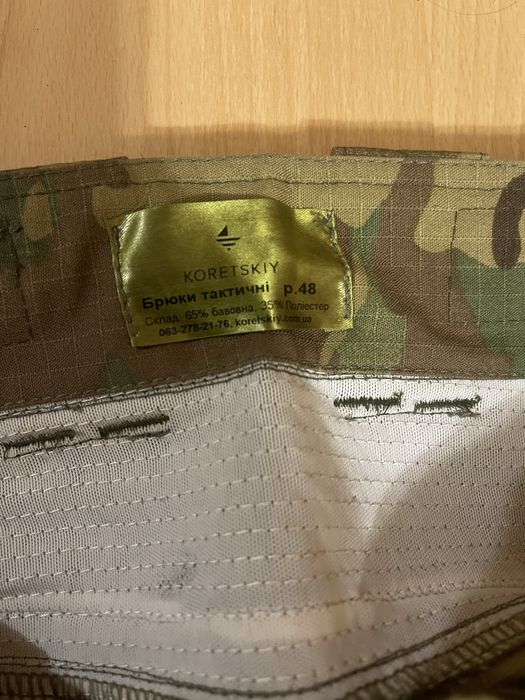 KORETSKIY
Брюки тактичні р.48
Склад: 65% бавовна, 35% Поліестер
063-278-21-76, koretskiy.com.ua